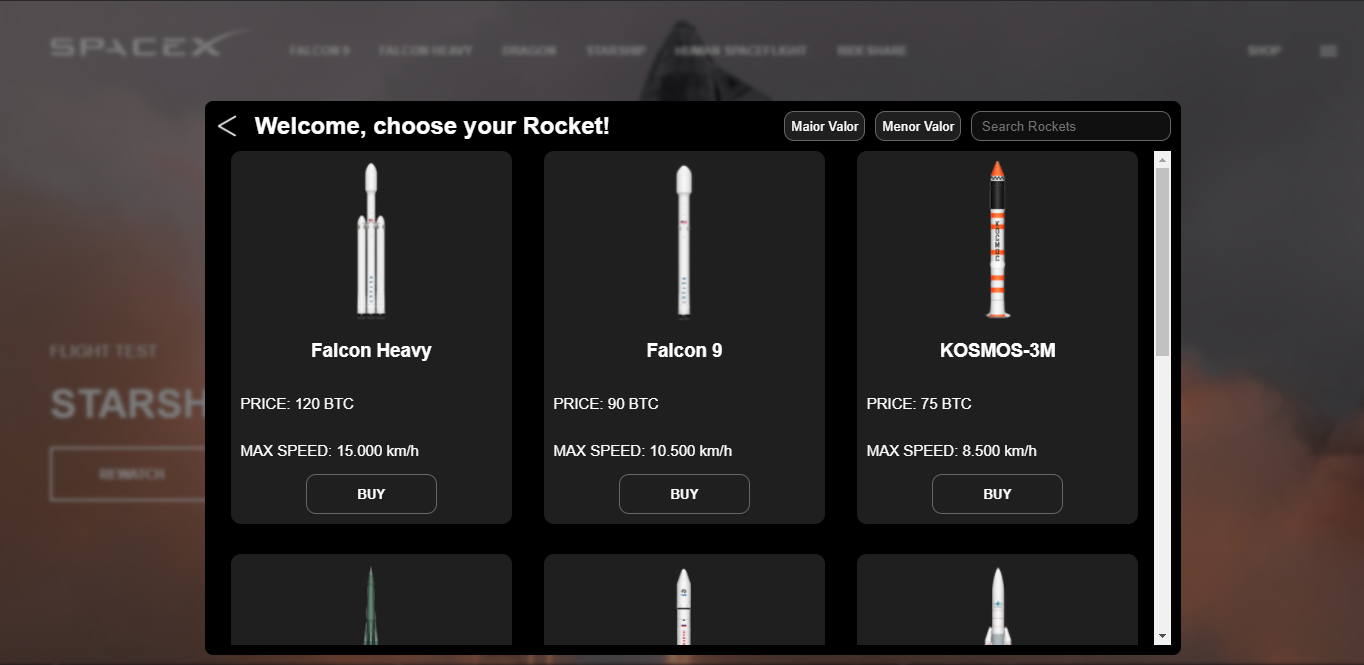 SPACEX
FALCON 9 FALCON HEAVY DRAGON STARSHIP HUMAN SPACEFLIGHT RIDESHARE SHOP
Welcome, choose your Rocket! Maior Valor Menor Valor Search Rockets
Falcon Heavy Falcon 9 KOSMOS-3M
FLIGHT TEST
STARSH
PRICE: 120 BTC PRICE: 90 BTC PRICE: 75 BTC
MAX SPEED: 15.000 km/h MAX SPEED: 10.500 km/h MAX SPEED: 8.500 km/h
REWATCH
BUY BUY BUY